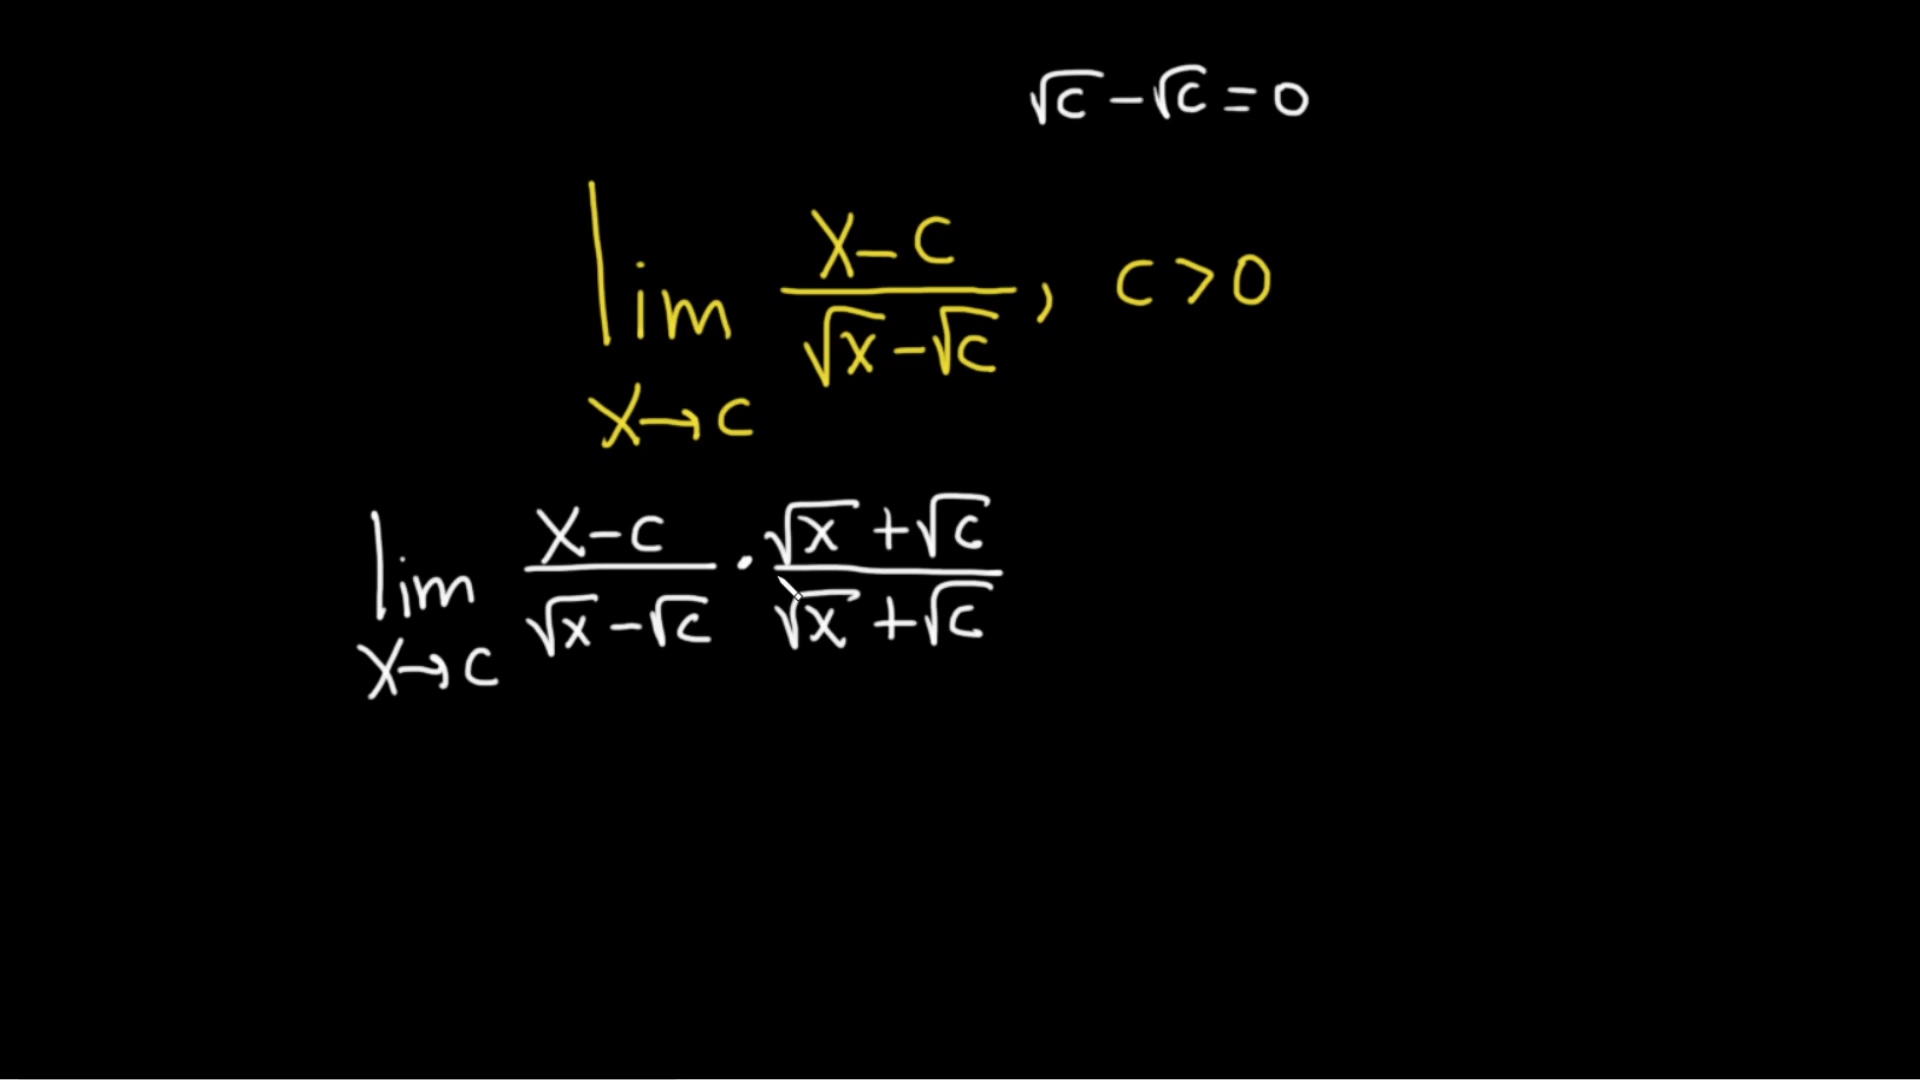 √c − √c = 0
lim x→c (x − c)/(√x − √c), c > 0
lim x→c (x − c)/(√x − √c) · (√x + √c)/(√x + √c)